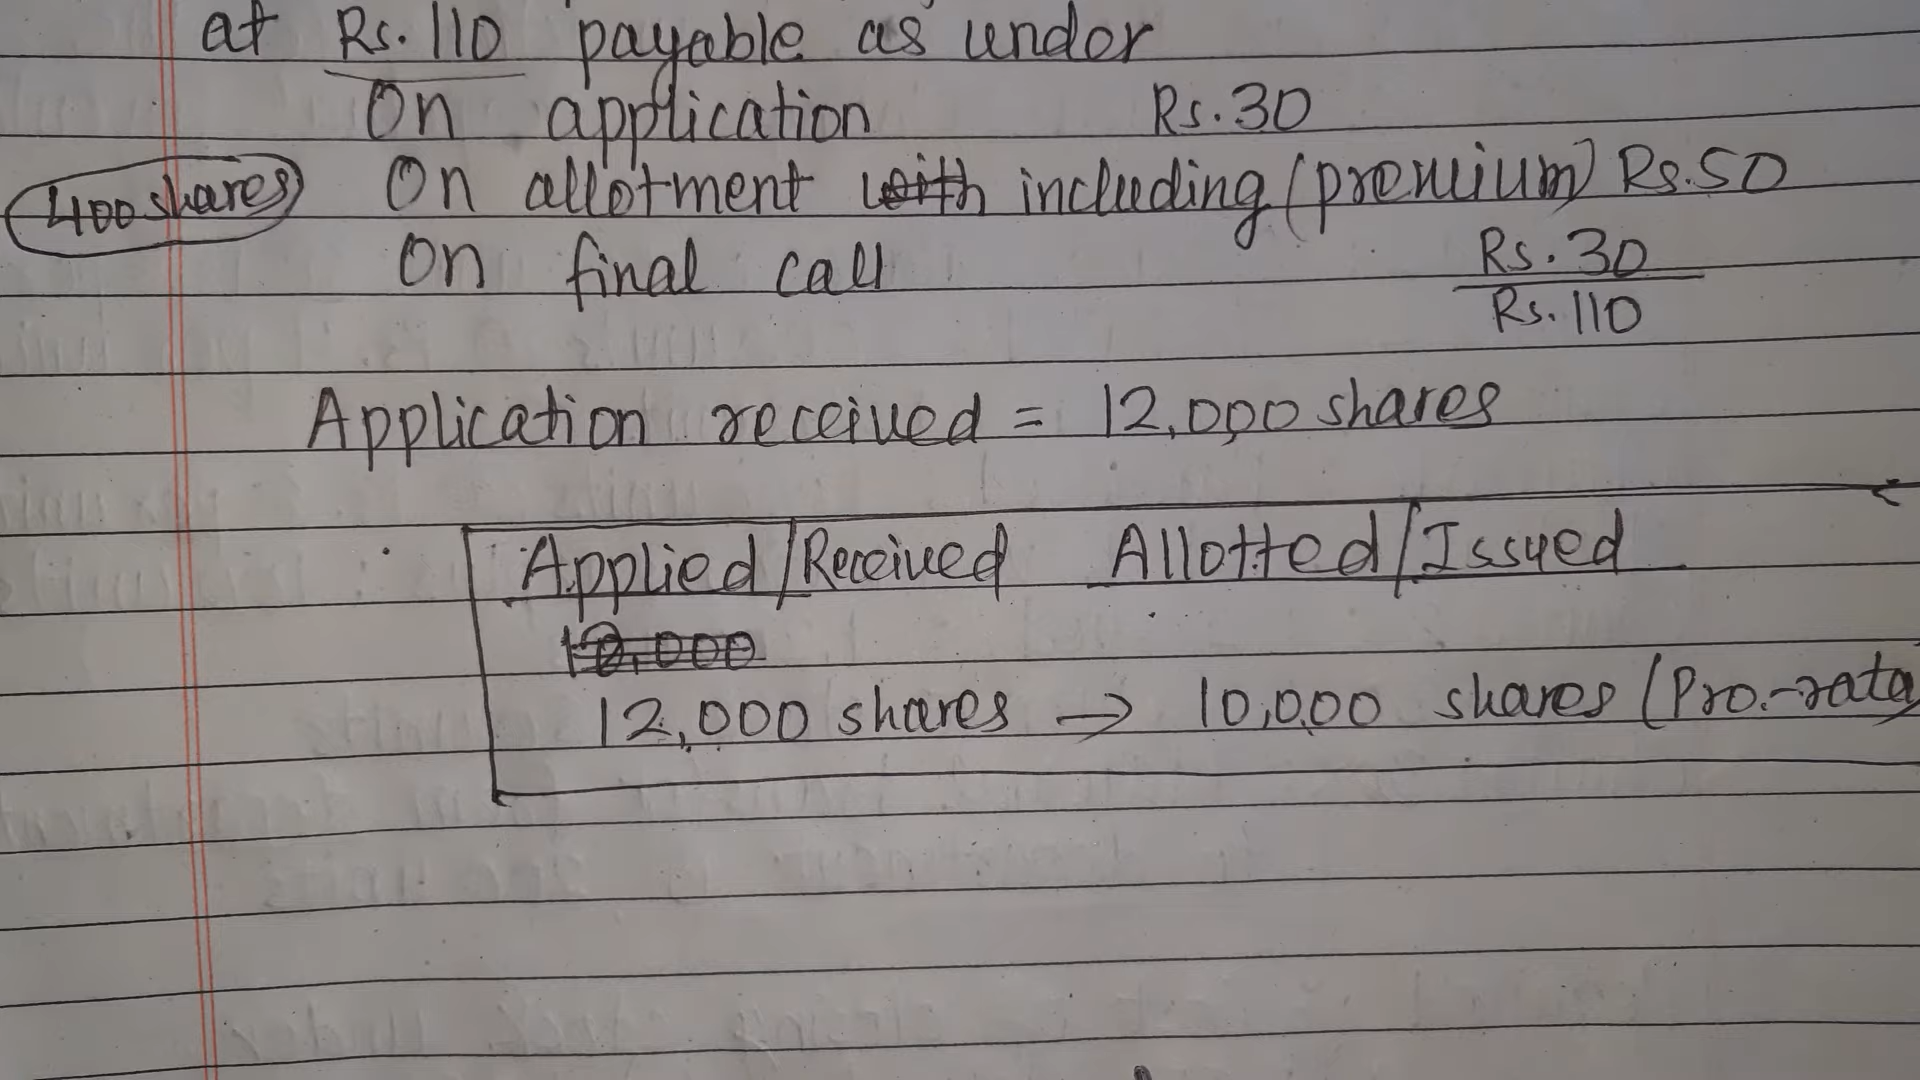 at Rs. 110 payable as under
On application Rs. 30
400 shares On allotment with including (premium) Rs. 50
On final call Rs. 30
Rs. 110
Application received = 12,000 shares
Applied/Received Allotted/Issued
12,000 shares → 10,000 shares (Pro-rata